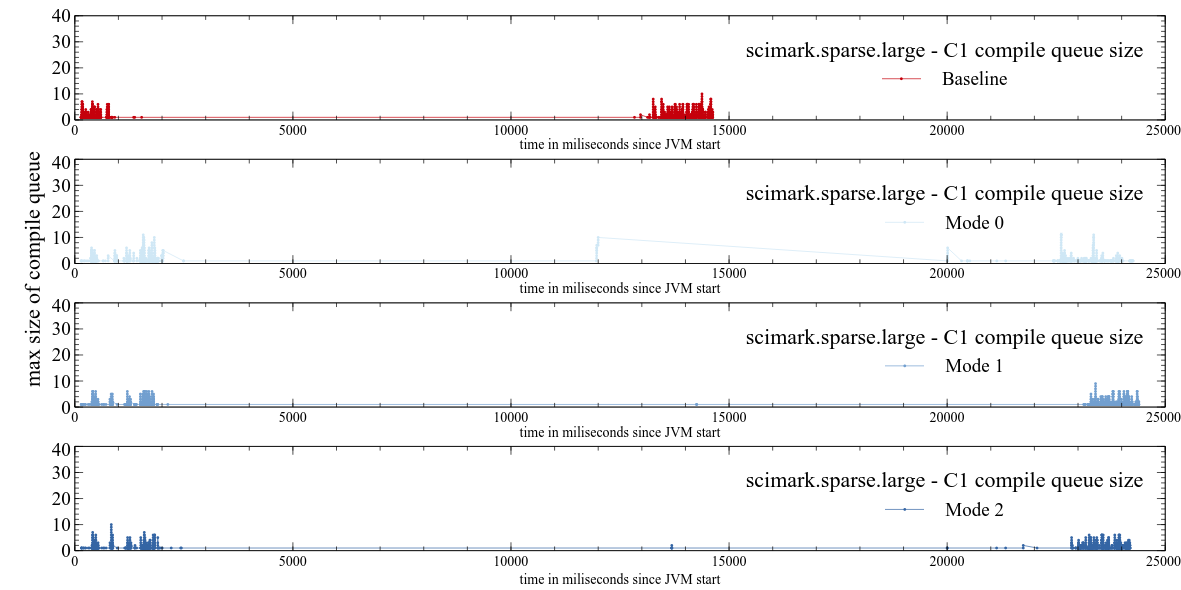 max size of compile queue
40
30
20
10
0
scimark.sparse.large - C1 compile queue size
Baseline
0 5000 10000 15000 20000 25000
time in miliseconds since JVM start
40
30
20
10
0
scimark.sparse.large - C1 compile queue size
Mode 0
0 5000 10000 15000 20000 25000
time in miliseconds since JVM start
40
30
20
10
0
scimark.sparse.large - C1 compile queue size
Mode 1
0 5000 10000 15000 20000 25000
time in miliseconds since JVM start
40
30
20
10
0
scimark.sparse.large - C1 compile queue size
Mode 2
0 5000 10000 15000 20000 25000
time in miliseconds since JVM start